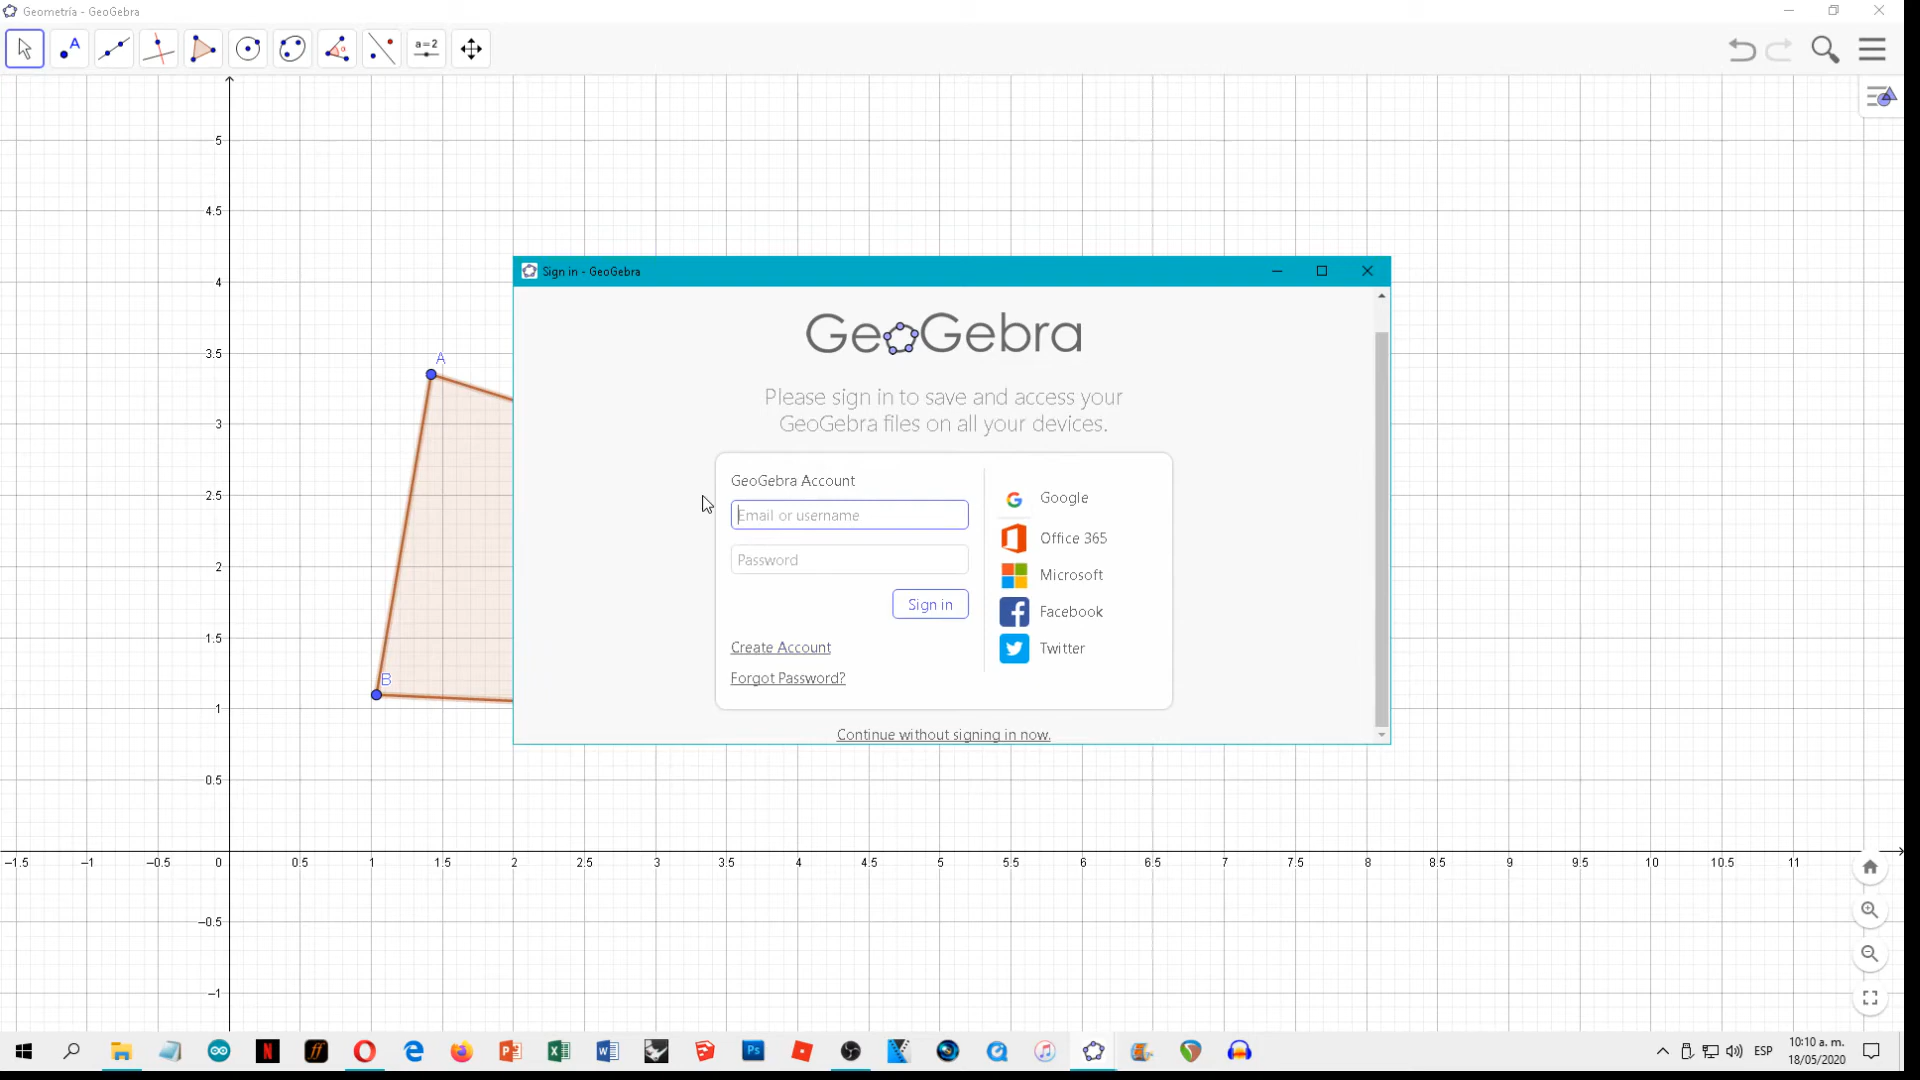 Geometría - GeoGebra
A
a=2
5
4.5
4
3.5
3
2.5
2
1.5
1
0.5
-0.5
-1
A
B
Sign in - GeoGebra
GeoGebra
Please sign in to save and access your
GeoGebra files on all your devices.
GeoGebra Account
Email or username
Password
Sign in
Create Account
Forgot Password?
Google
Office 365
Microsoft
Facebook
Twitter
Continue without signing in now.
-1.5 -1 -0.5 0 0.5 1 1.5 2 2.5 3 3.5 4 4.5 5 5.5 6 6.5 7 7.5 8 8.5 9 9.5 10 10.5 11
N ff e P X W Ps
ESP
10:10 a. m.
18/05/2020